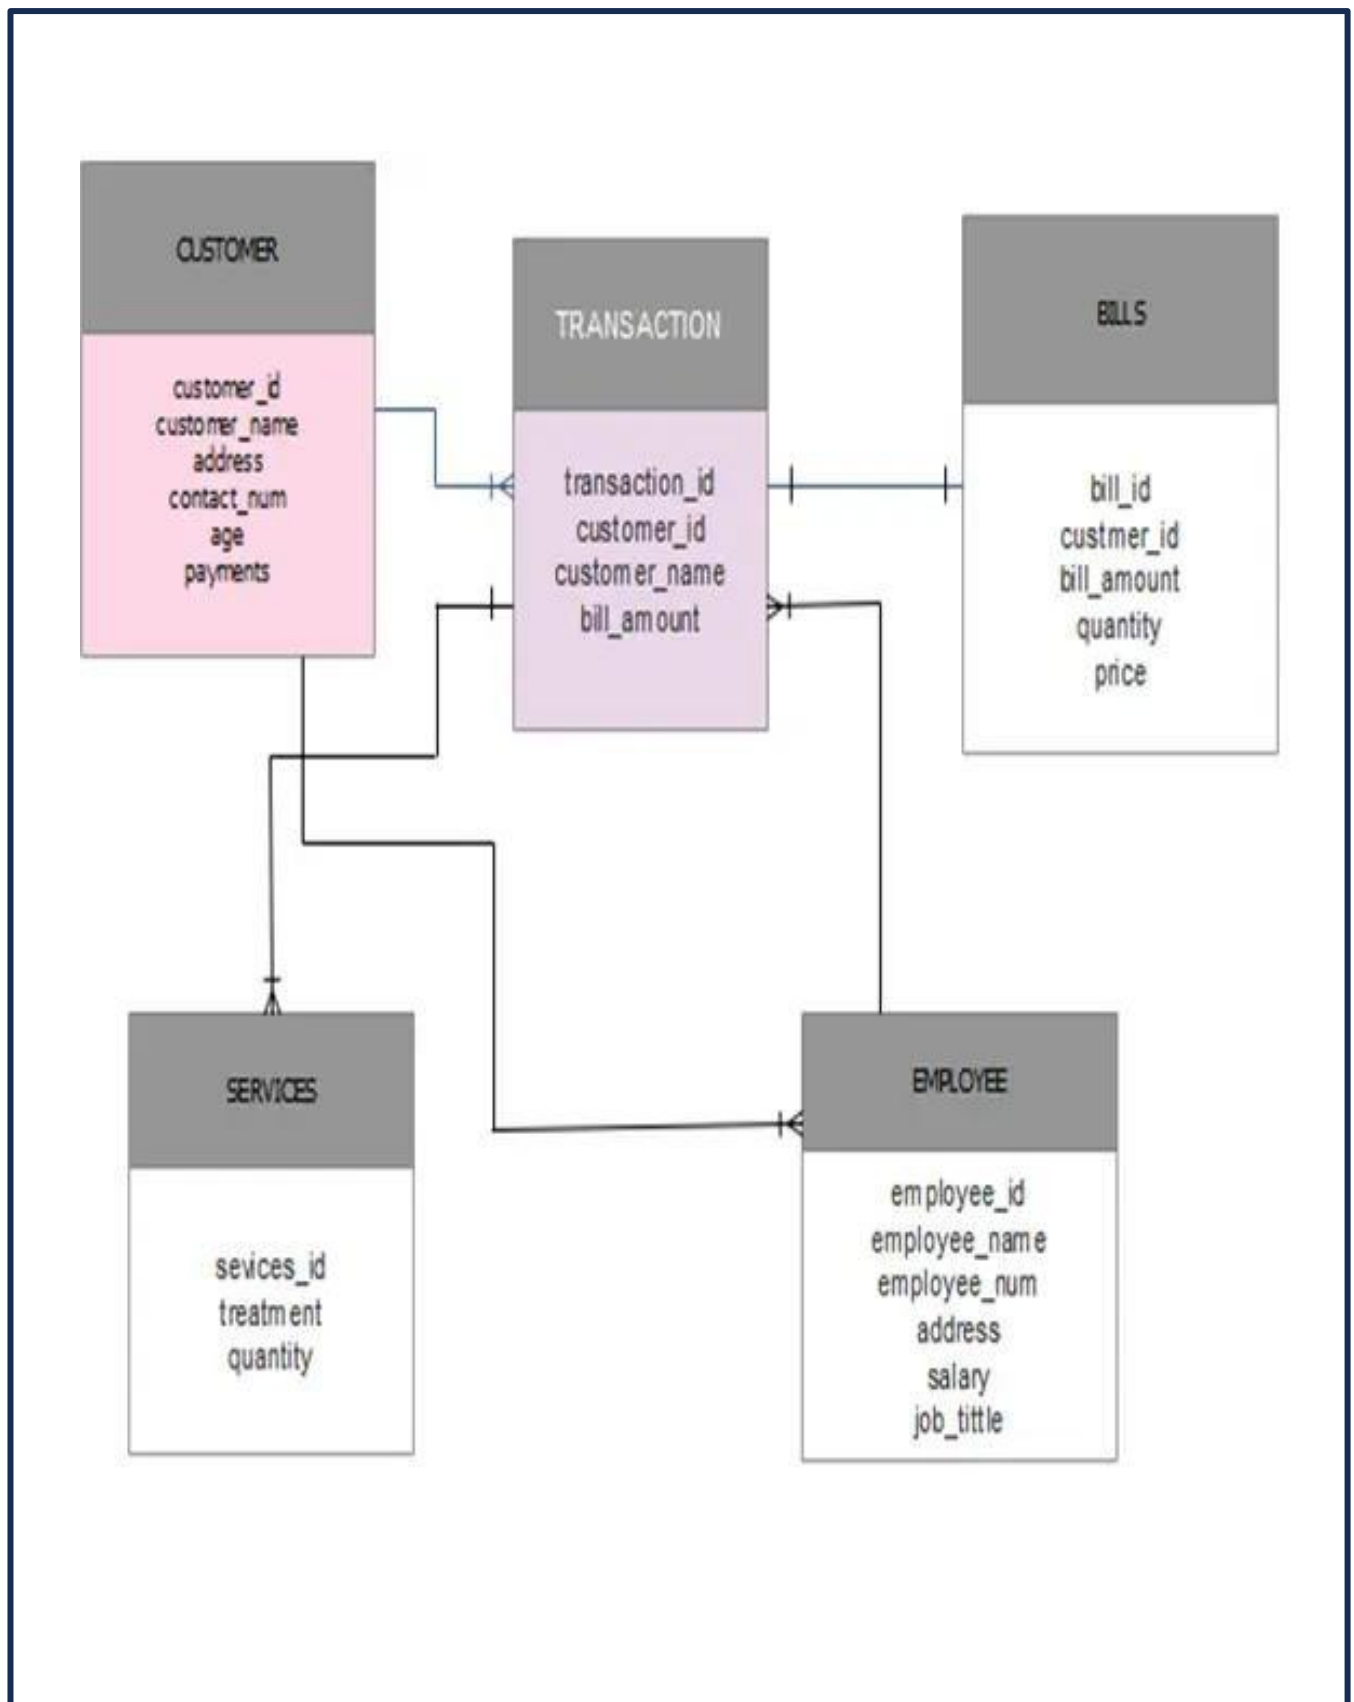 CUSTOMER
customer_id
customer_name
address
contact_num
age
payments
TRANSACTION
transaction_id
customer_id
customer_name
bill_amount
BILLS
bill_id
custmer_id
bill_amount
quantity
price
SERVICES
sevices_id
treatment
quantity
EMPLOYEE
employee_id
employee_name
employee_num
address
salary
job_tittle